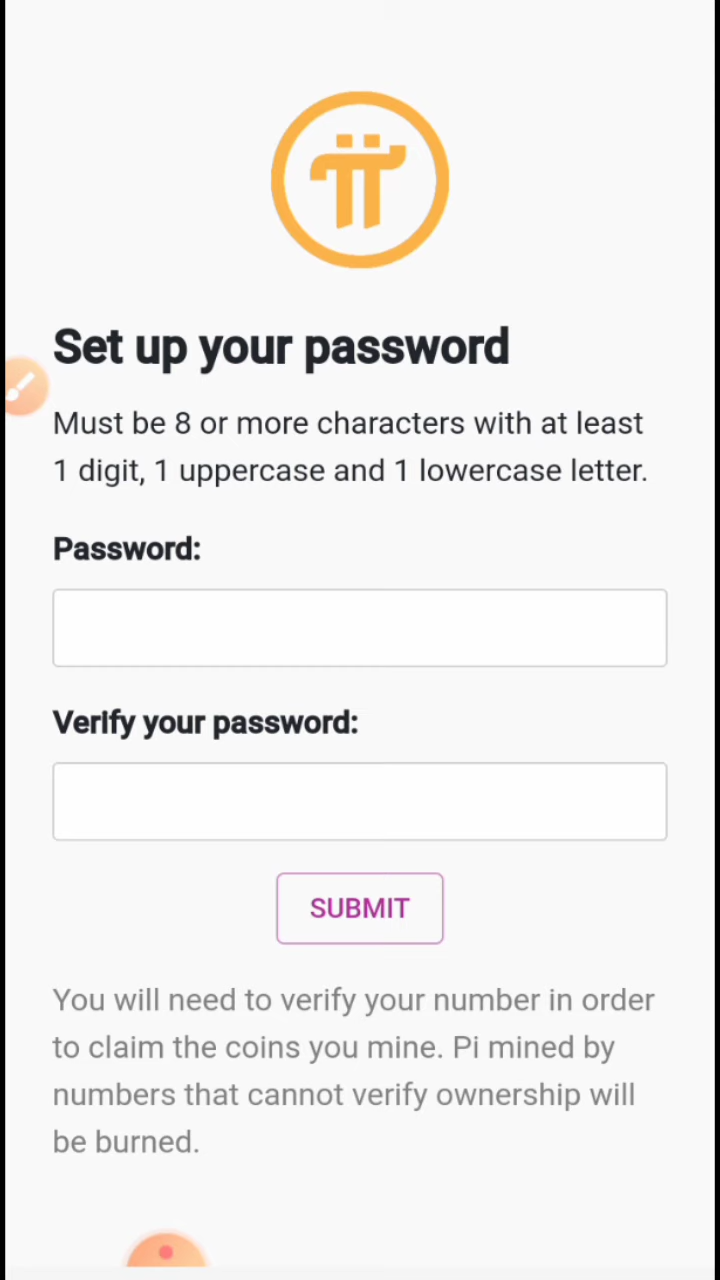 Set up your password
Must be 8 or more characters with at least
1 digit, 1 uppercase and 1 lowercase letter.
Password:
Verify your password:
SUBMIT
You will need to verify your number in order
to claim the coins you mine. Pi mined by
numbers that cannot verify ownership will
be burned.